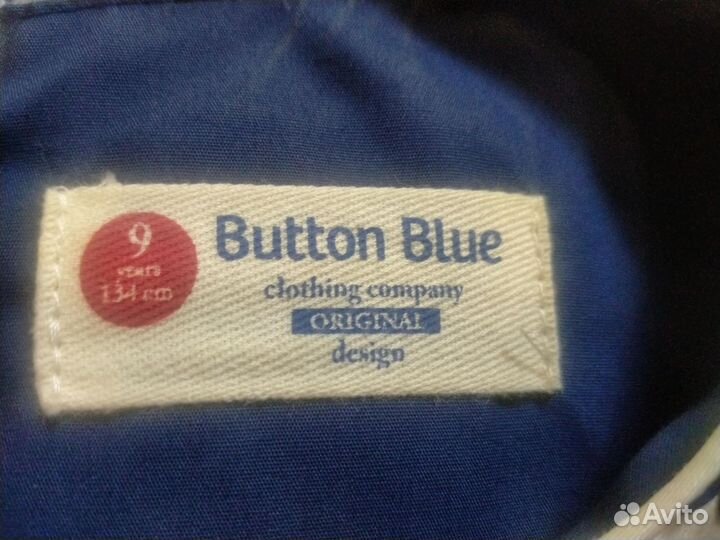 9
YEARS
134 cm
Button Blue
clothing company
ORIGINAL
design
Avito